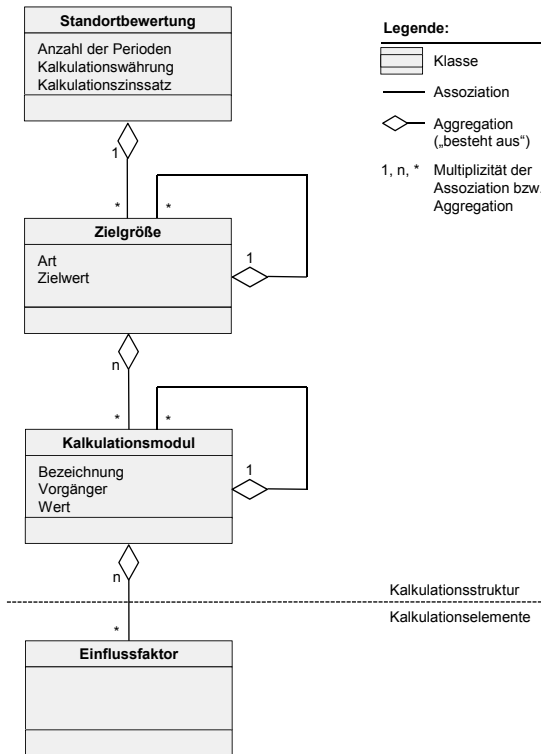 Standortbewertung
Anzahl der Perioden
Kalkulationswährung
Kalkulationszinssatz
1
*
*
Zielgröße
Art
Zielwert
1
n
*
*
Kalkulationsmodul
Bezeichnung
Vorgänger
Wert
1
n
*
Einflussfaktor
Kalkulationsstruktur
Kalkulationselemente
Legende:
Klasse
Assoziation
Aggregation
(„besteht aus“)
1, n, * Multiplizität der
Assoziation bzw.
Aggregation